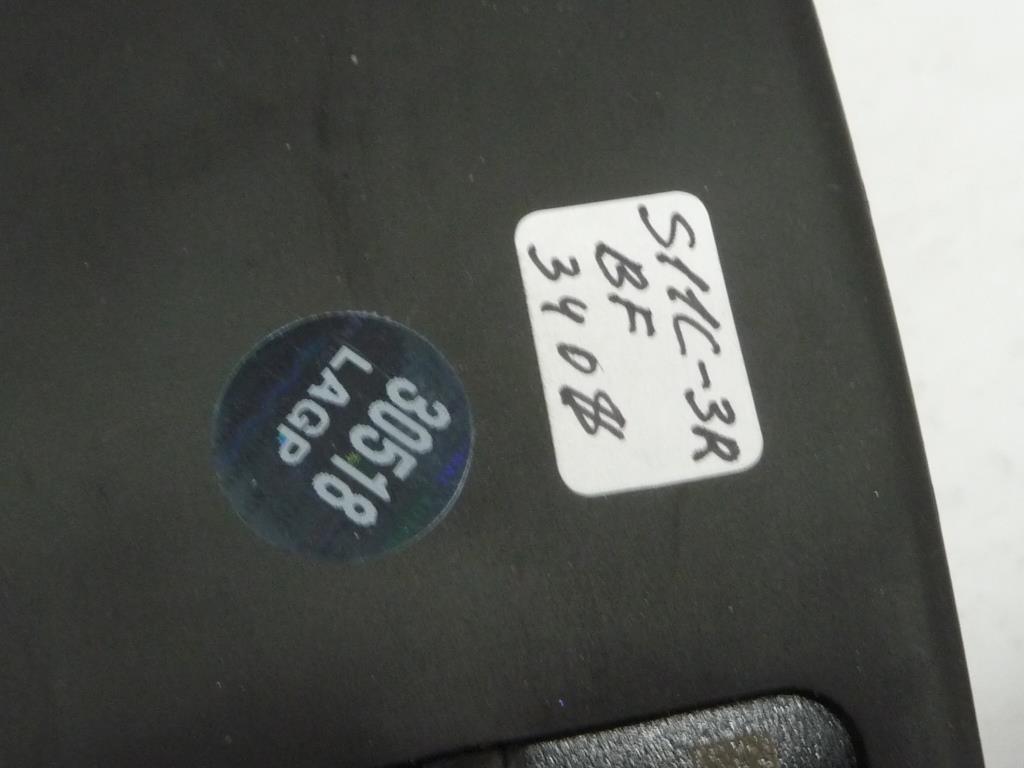 S11C-3R
BF
3408
30518
LAGP